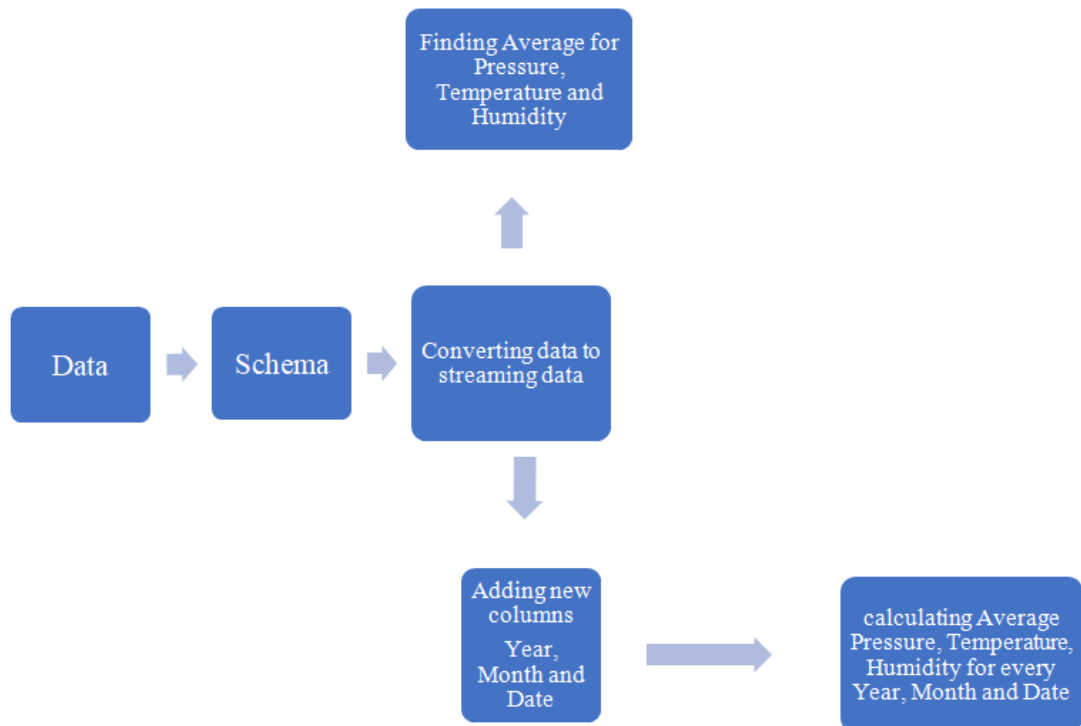 Finding Average for
Pressure,
Temperature and
Humidity
Data
Schema
Converting data to
streaming data
Adding new
columns
Year,
Month and
Date
calculating Average
Pressure, Temperature,
Humidity for every
Year, Month and Date